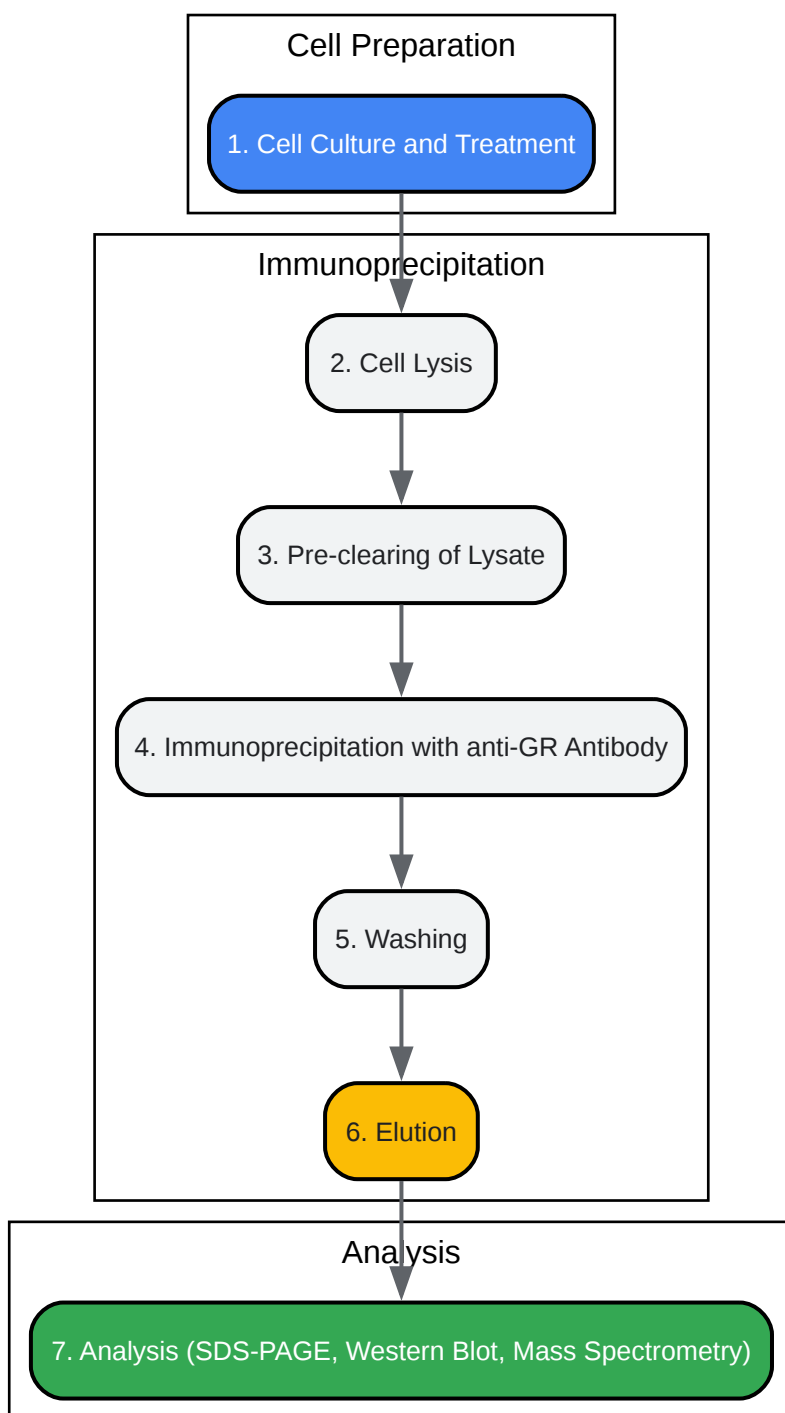 Cell Preparation
1. Cell Culture and Treatment
Immunoprecipitation
2. Cell Lysis
3. Pre-clearing of Lysate
4. Immunoprecipitation with anti-GR Antibody
5. Washing
6. Elution
Analysis
7. Analysis (SDS-PAGE, Western Blot, Mass Spectrometry)